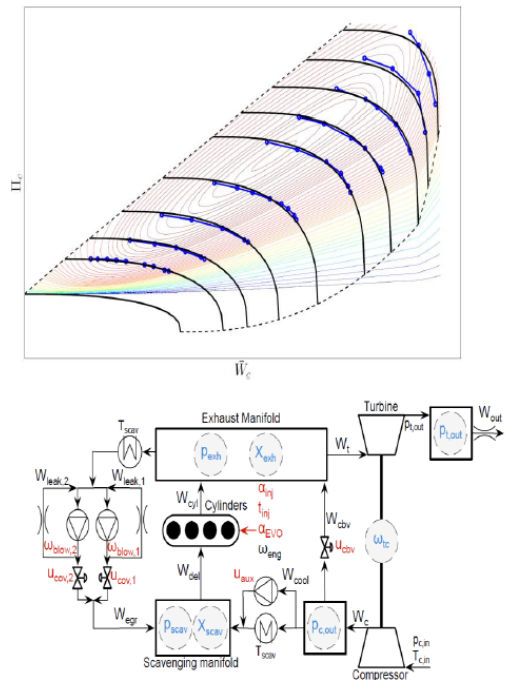 Π_c
W̄_c
Turbine
Exhaust Manifold
T_scav
p_t,out
W_out
p_t,out
W_t
p_exh
X_exh
W_leak,2
W_leak,1
W_cyl
α_inj
t_inj
Cylinders
α_EVO
ω_eng
W_cbv
u_cbv
ω_tc
ω_blow,2
ω_blow,1
u_cov,2
u_cov,1
W_del
u_aux
W_cool
W_egr
p_scav
X_scav
T_scav
p_c,out
W_c
p_c,in
T_c,in
Scavenging manifold
Compressor